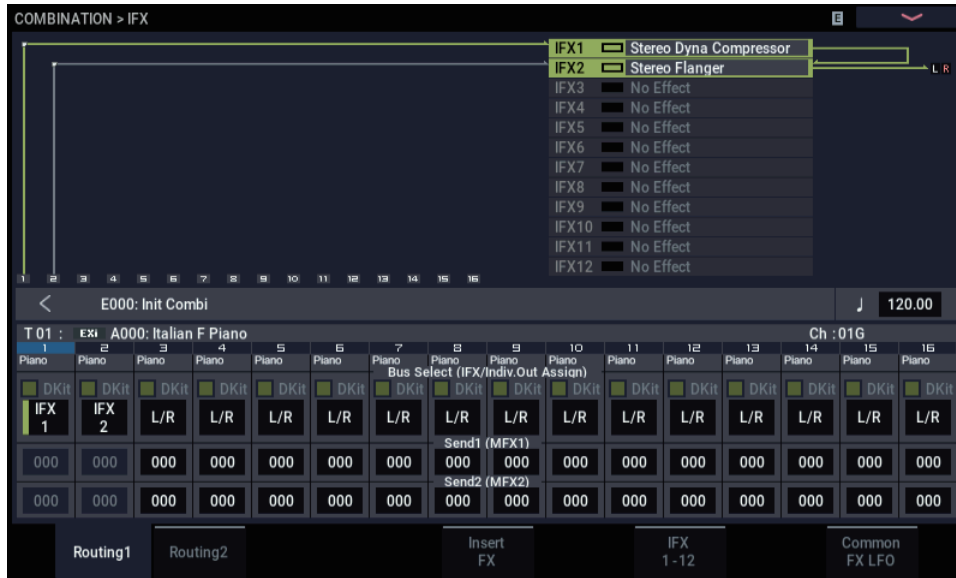 COMBINATION > IFX
E
IFX1 Stereo Dyna Compressor
IFX2 Stereo Flanger
L R
IFX3 No Effect
IFX4 No Effect
IFX5 No Effect
IFX6 No Effect
IFX7 No Effect
IFX8 No Effect
IFX9 No Effect
IFX10 No Effect
IFX11 No Effect
IFX12 No Effect
1 2 3 4 5 6 7 8 9 10 11 12 13 14 15 16
E000: Init Combi
♩ 120.00
T 01 : EXi A000: Italian F Piano Ch :01G
1 2 3 4 5 6 7 8 9 10 11 12 13 14 15 16
Piano Piano Piano Piano Piano Piano Piano Piano Piano Piano Piano Piano Piano Piano Piano Piano
Bus Select (IFX/Indiv.Out Assign)
DKit DKit DKit DKit DKit DKit DKit DKit DKit DKit DKit DKit DKit DKit DKit DKit
IFX 1 IFX 2 L/R L/R L/R L/R L/R L/R L/R L/R L/R L/R L/R L/R L/R L/R
Send1 (MFX1)
000 000 000 000 000 000 000 000 000 000 000 000 000 000 000 000
Send2 (MFX2)
000 000 000 000 000 000 000 000 000 000 000 000 000 000 000 000
Routing1
Routing2
Insert
FX
IFX
1-12
Common
FX LFO